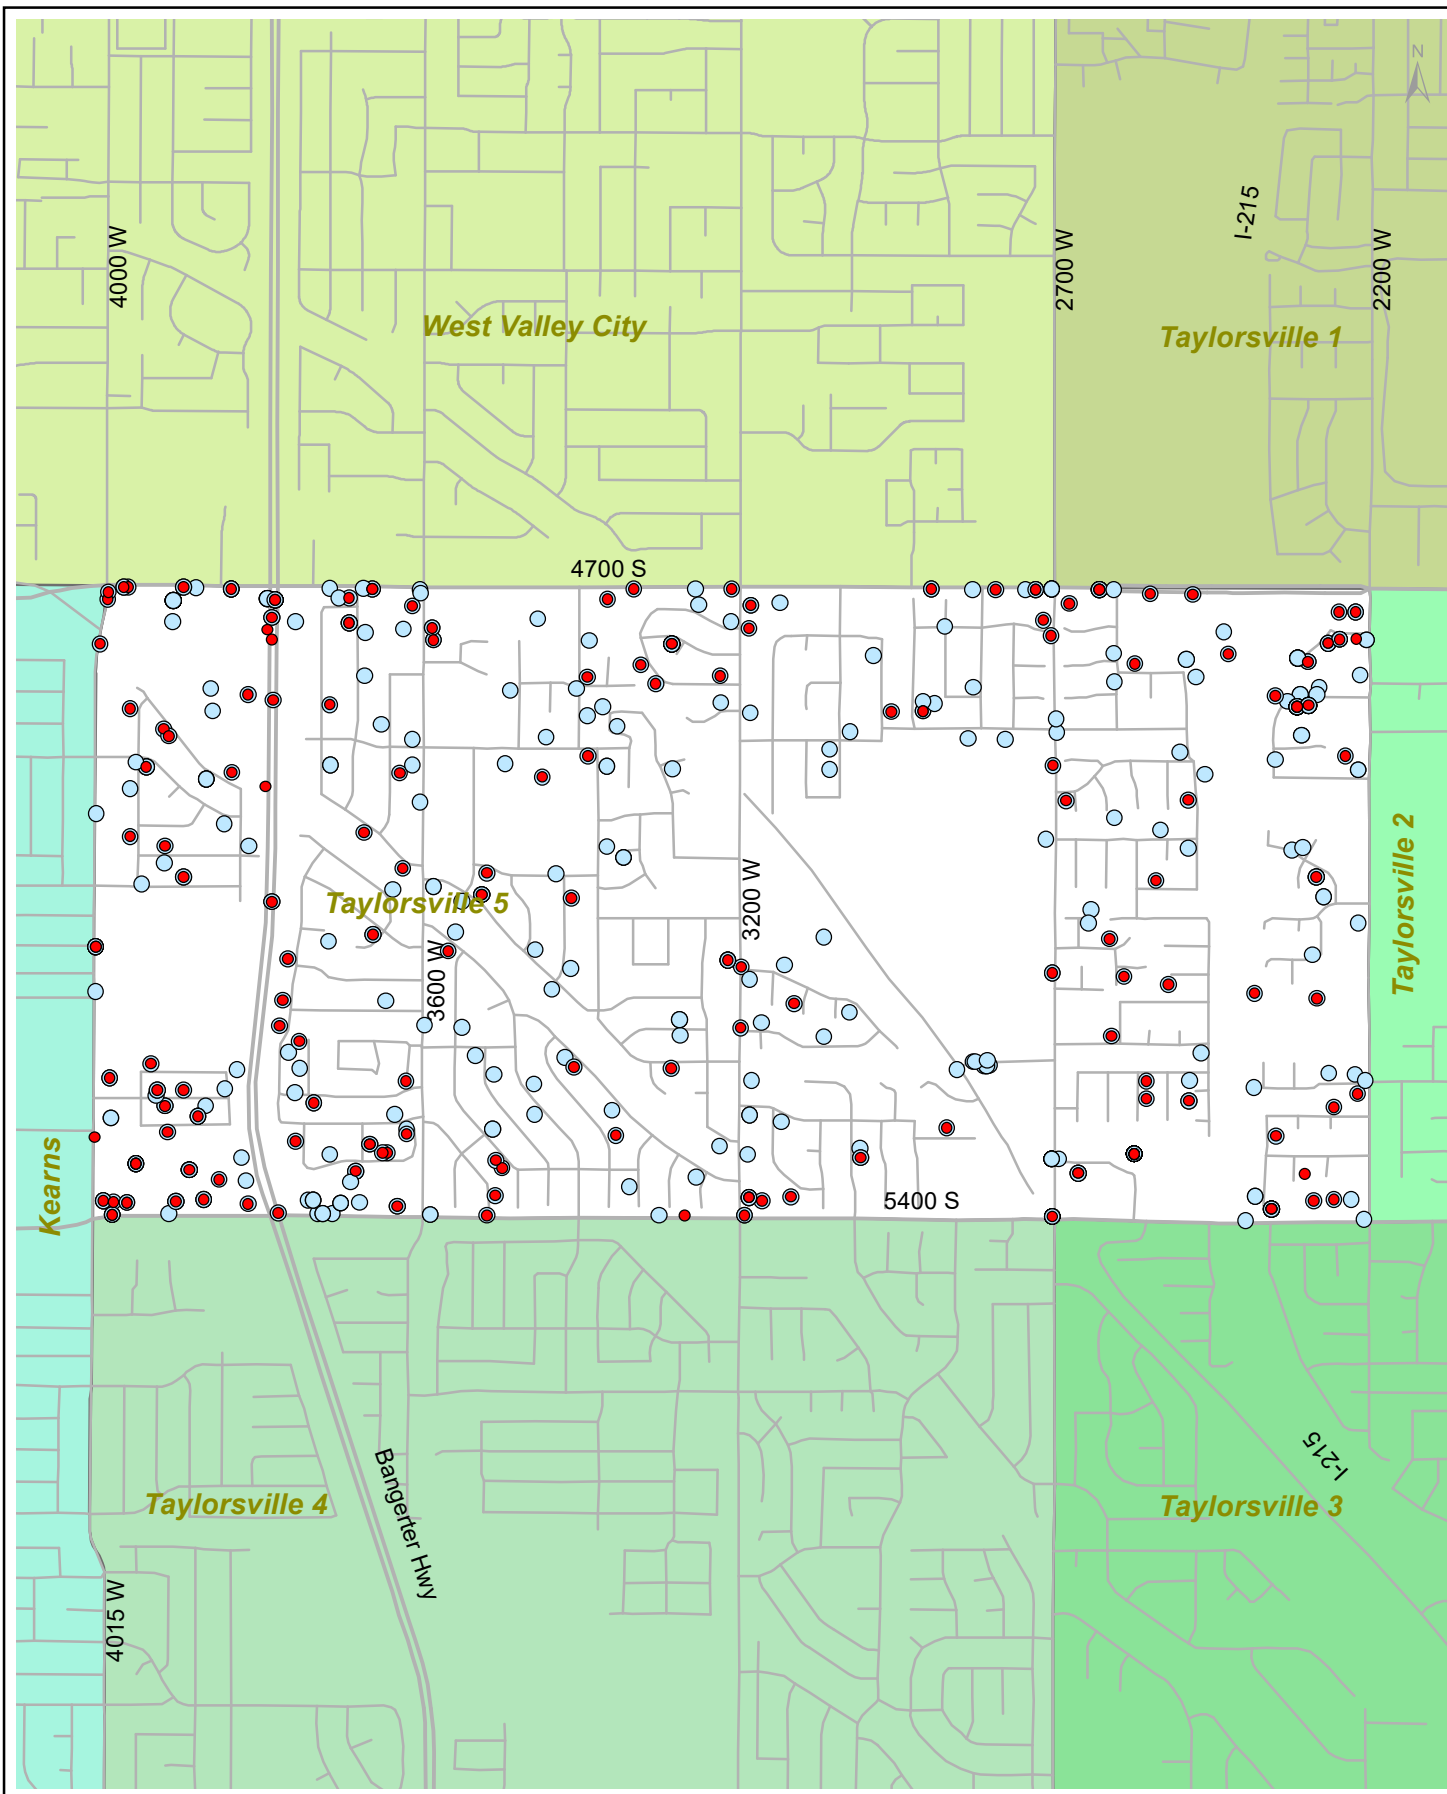 N
I-215
4000 W
2700 W
2200 W
West Valley City
Taylorsville 1
4700 S
Taylorsville 2
3200 W
Taylorsville 5
3600 W
Kearns
5400 S
I-215
Bangerter Hwy
Taylorsville 4
Taylorsville 3
4015 W